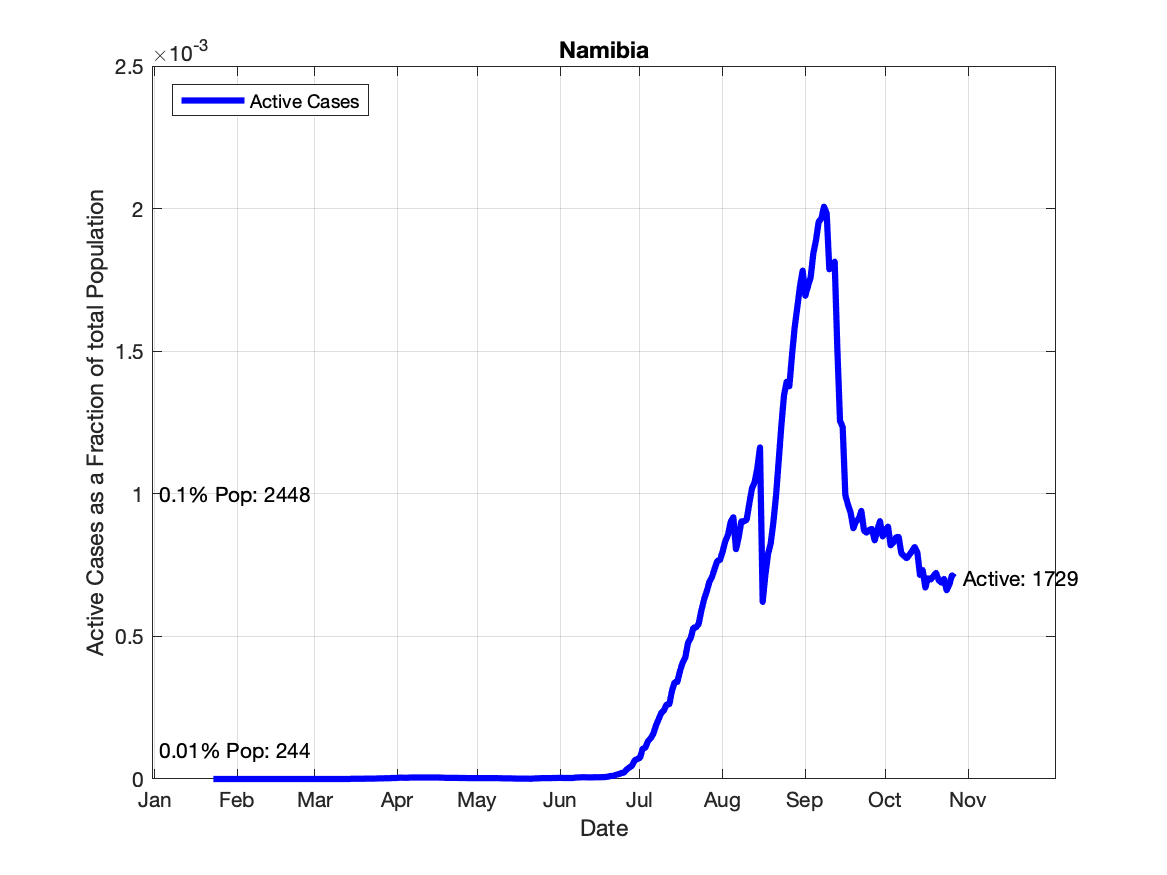 Namibia
×10-3
2.5
2
1.5
1
0.5
0
Active Cases
Active Cases as a Fraction of total Population
0.1% Pop: 2448
0.01% Pop: 244
Active: 1729
Jan Feb Mar Apr May Jun Jul Aug Sep Oct Nov
Date